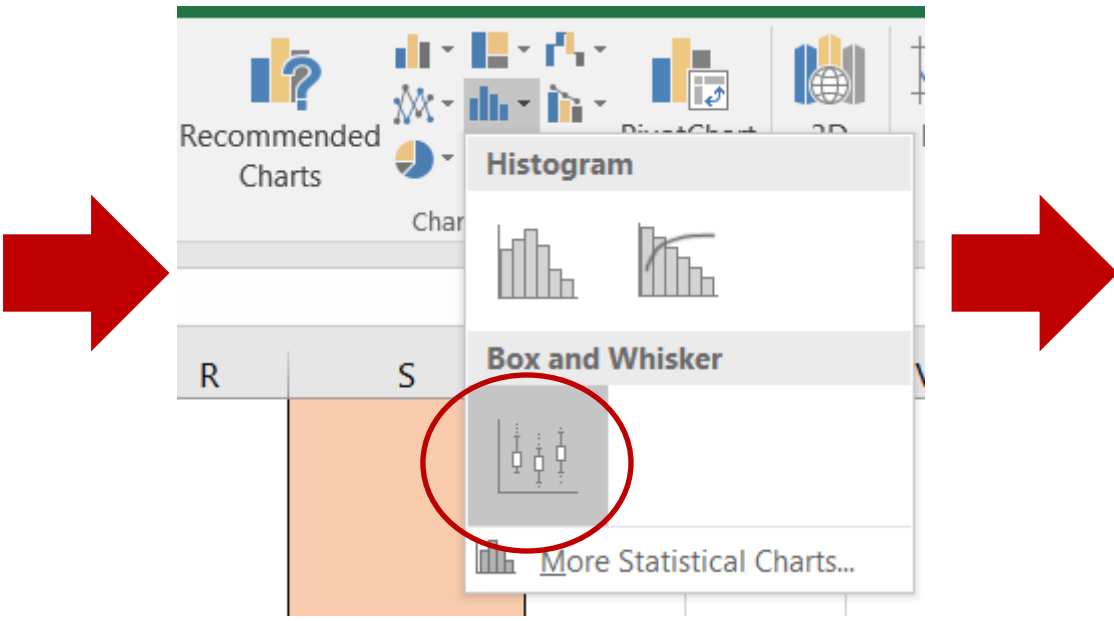 Recommended
Charts
Histogram
R
S
Box and Whisker
More Statistical Charts...